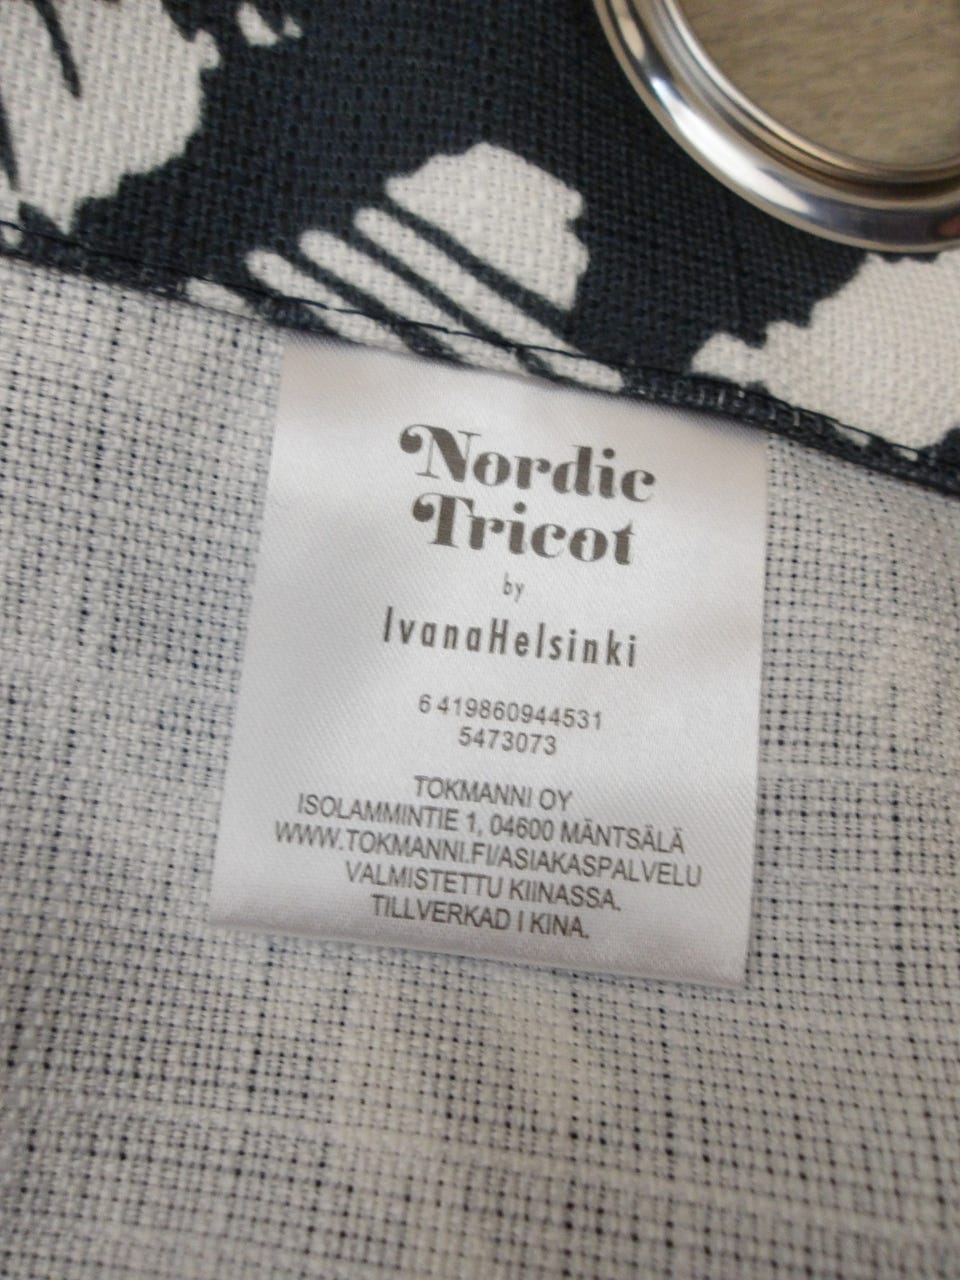 Nordic
Tricot
by
IvanaHelsinki
6 419860944531
5473073
TOKMANNI OY
ISOLAMMINTIE 1, 04600 MÄNTSÄLÄ
WWW.TOKMANNI.FI/ASIAKASPALVELU
VALMISTETTU KIINASSA.
TILLVERKAD I KINA.